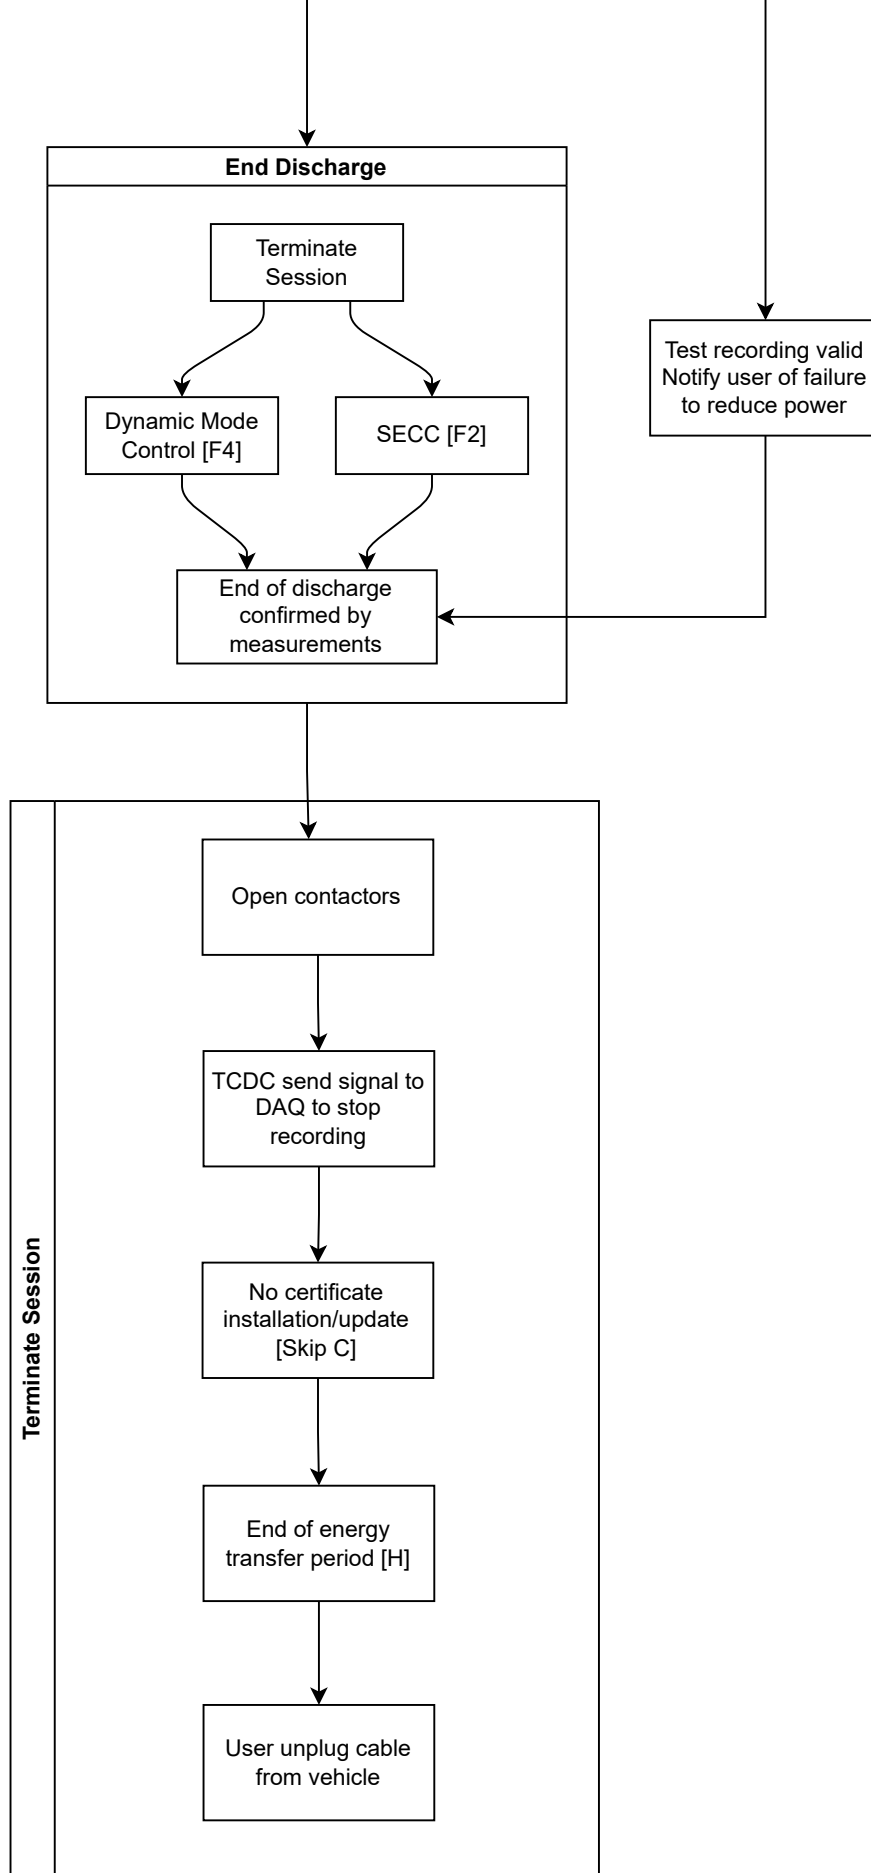 End Discharge
Terminate
Session
Dynamic Mode
Control [F4]
SECC [F2]
Test recording valid
Notify user of failure
to reduce power
End of discharge
confirmed by
measurements
Terminate Session
Open contactors
TCDC send signal to
DAQ to stop
recording
No certificate
installation/update
[Skip C]
End of energy
transfer period [H]
User unplug cable
from vehicle